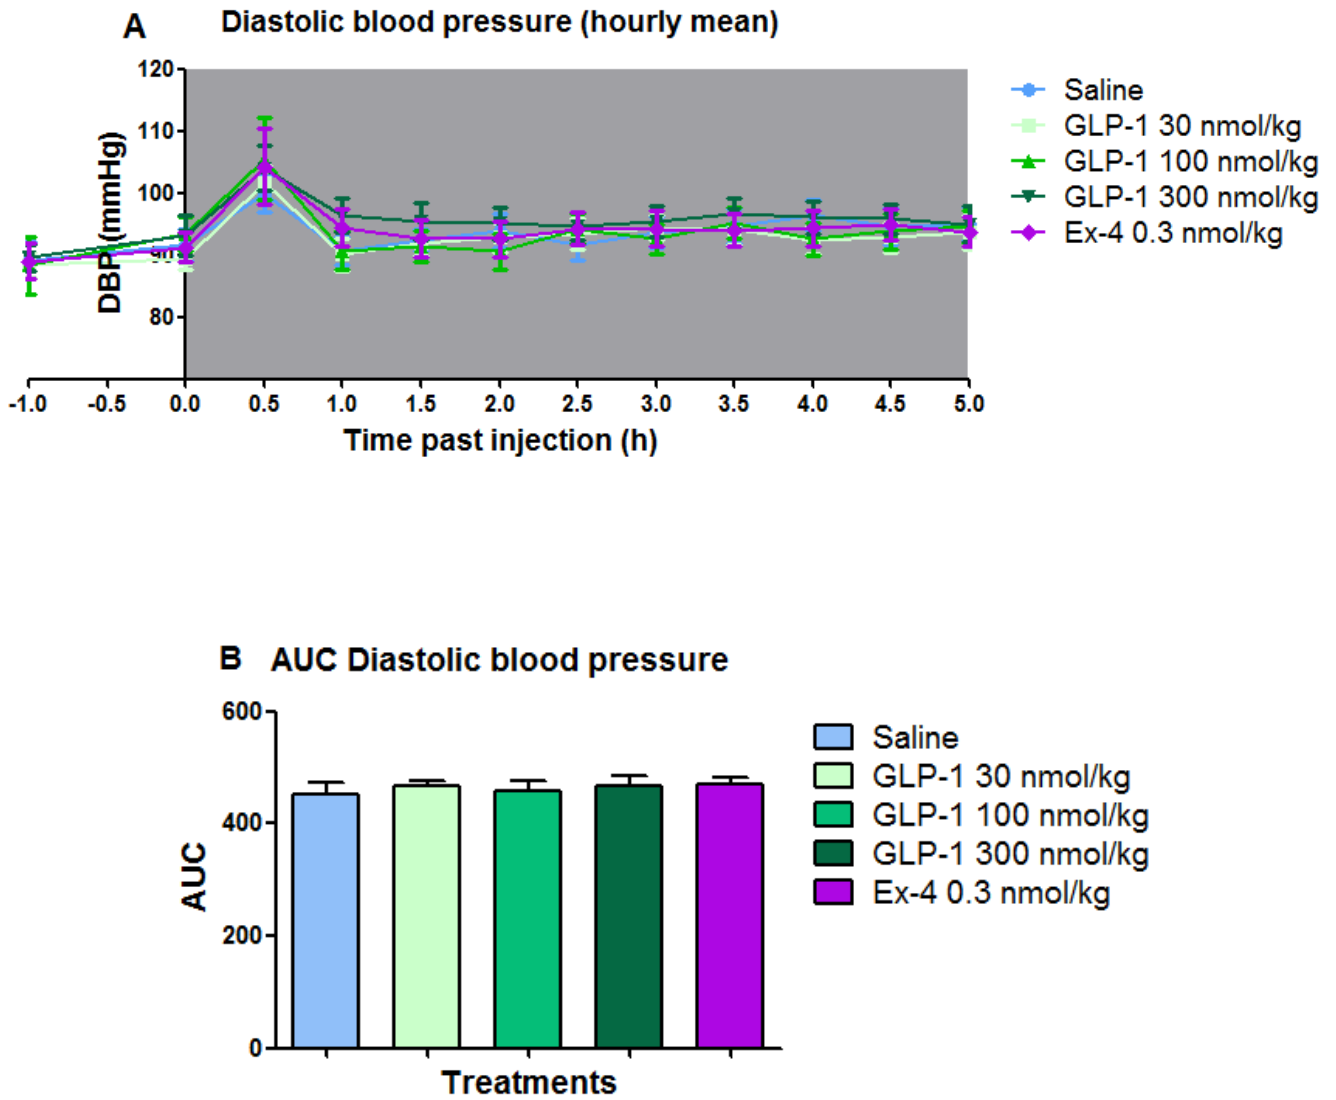 A Diastolic blood pressure (hourly mean)
120
110
100
90
80
DBP (mmHg)
-1.0 -0.5 0.0 0.5 1.0 1.5 2.0 2.5 3.0 3.5 4.0 4.5 5.0
Time past injection (h)
Saline
GLP-1 30 nmol/kg
GLP-1 100 nmol/kg
GLP-1 300 nmol/kg
Ex-4 0.3 nmol/kg
B AUC Diastolic blood pressure
600
400
200
0
AUC
Treatments
Saline
GLP-1 30 nmol/kg
GLP-1 100 nmol/kg
GLP-1 300 nmol/kg
Ex-4 0.3 nmol/kg